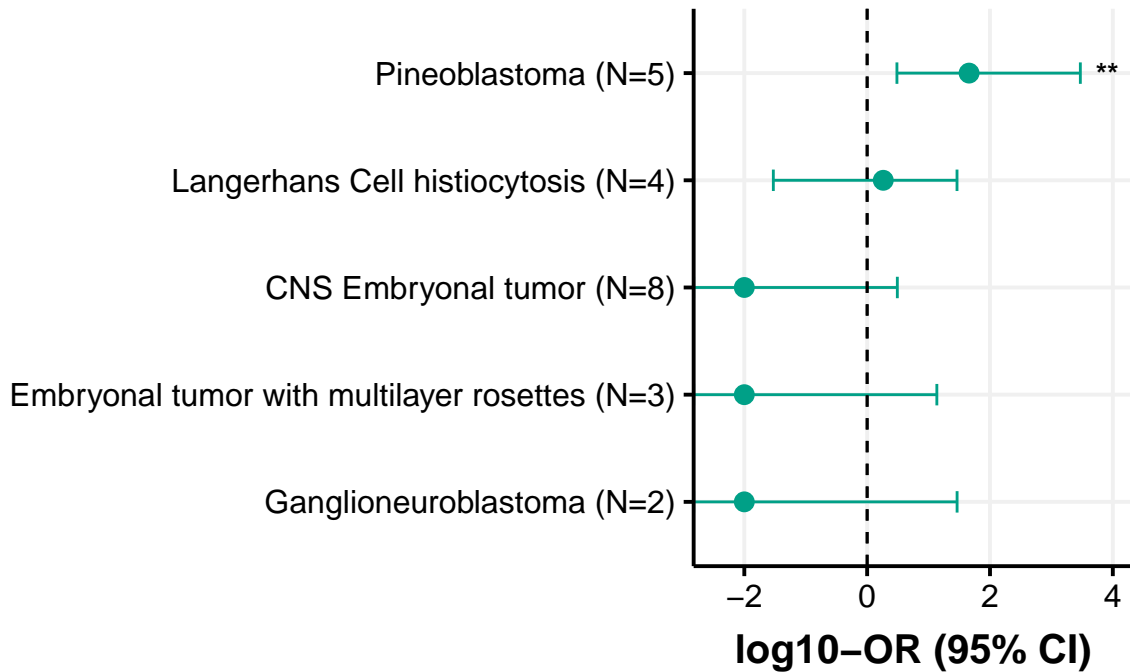 Pineoblastoma (N=5)
**
Langerhans Cell histiocytosis (N=4)
CNS Embryonal tumor (N=8)
Embryonal tumor with multilayer rosettes (N=3)
Ganglioneuroblastoma (N=2)
−2 0 2 4
log10−OR (95% CI)